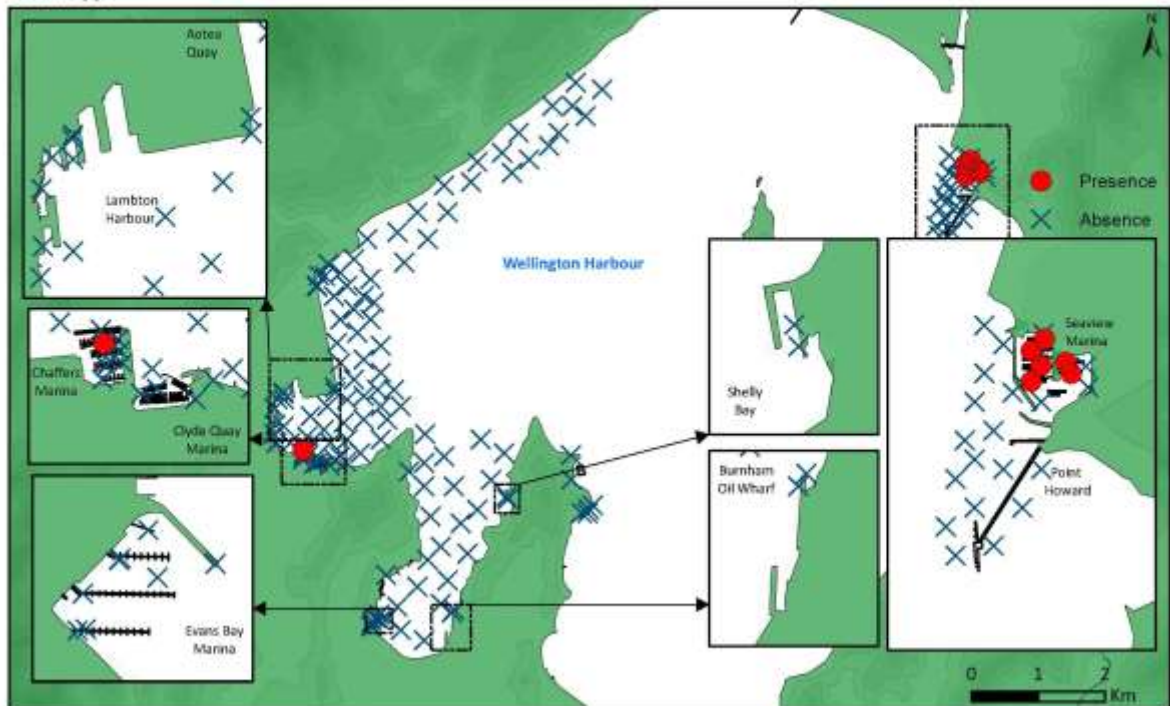 Aotea
Quay
N
Lambton
Harbour
Presence
Absence
Wellington Harbour
Chaffers
Marina
Clyde Quay
Marina
Shelly
Bay
Seaview
Marina
Burnham
Oil Wharf
Point
Howard
Evans Bay
Marina
0 1 2
Km